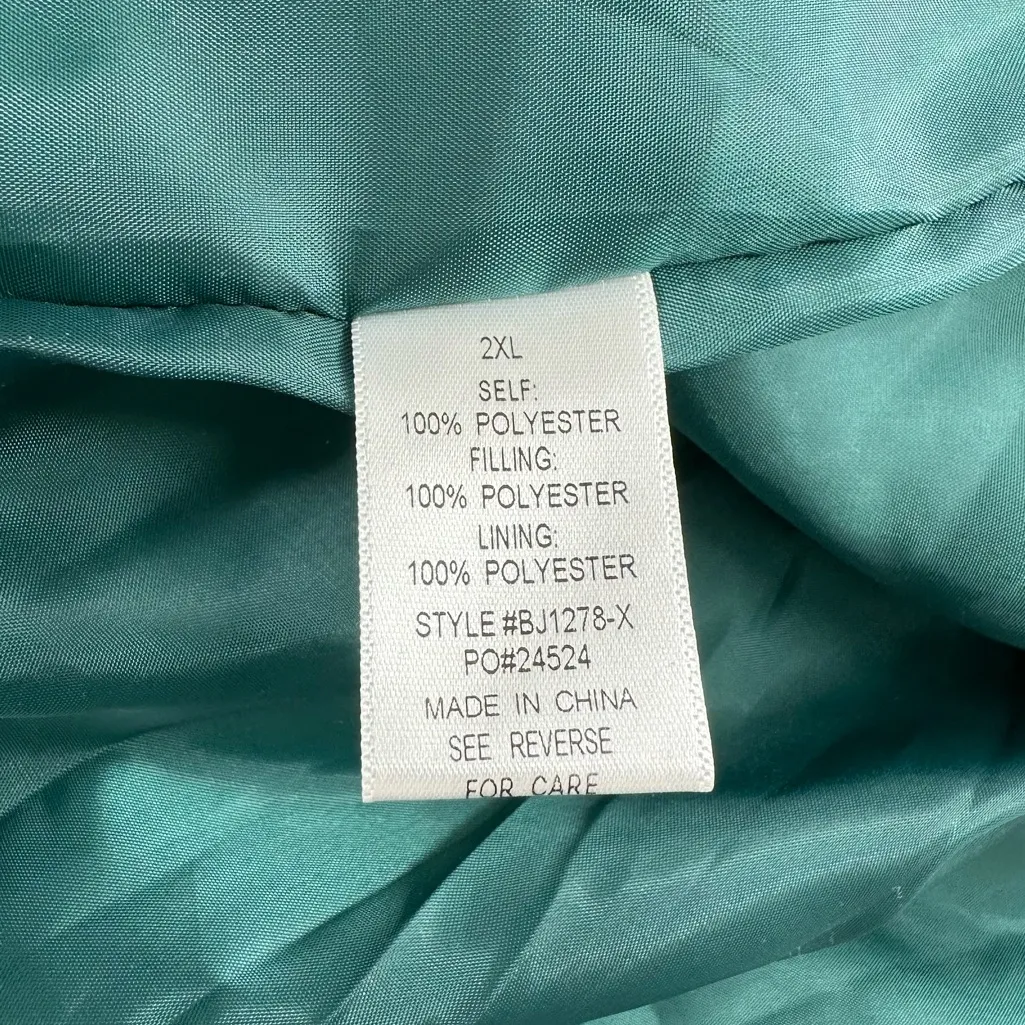 2XL
SELF:
100% POLYESTER
FILLING:
100% POLYESTER
LINING:
100% POLYESTER
STYLE #BJ1278-X
PO#24524
MADE IN CHINA
SEE REVERSE
FOR CARE